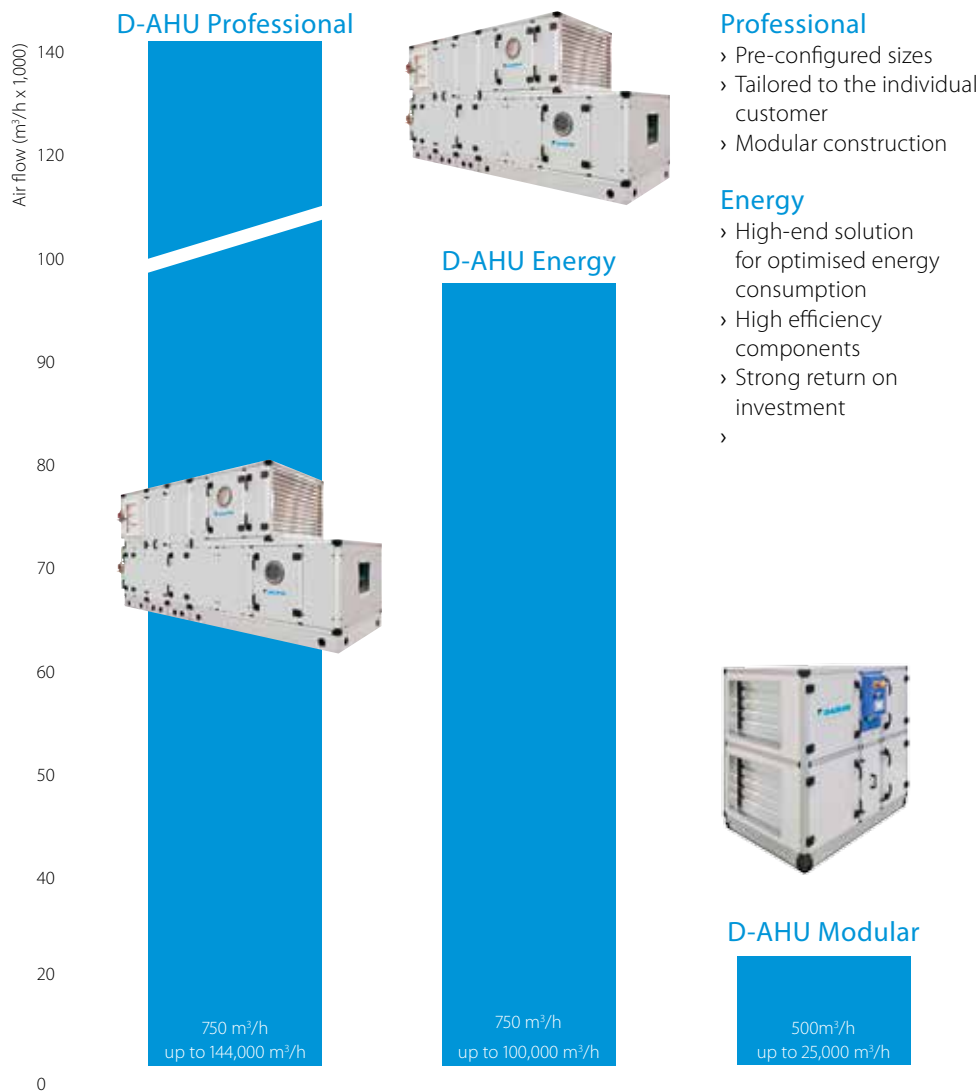 D-AHU Professional
Air flow (m³/h x 1,000)
140
120
100
90
80
70
60
50
40
20
0
750 m³/h
up to 144,000 m³/h
D-AHU Energy
750 m³/h
up to 100,000 m³/h
Professional
› Pre-configured sizes
› Tailored to the individual
customer
› Modular construction
Energy
› High-end solution
for optimised energy
consumption
› High efficiency
components
› Strong return on
investment
›
D-AHU Modular
500m³/h
up to 25,000 m³/h